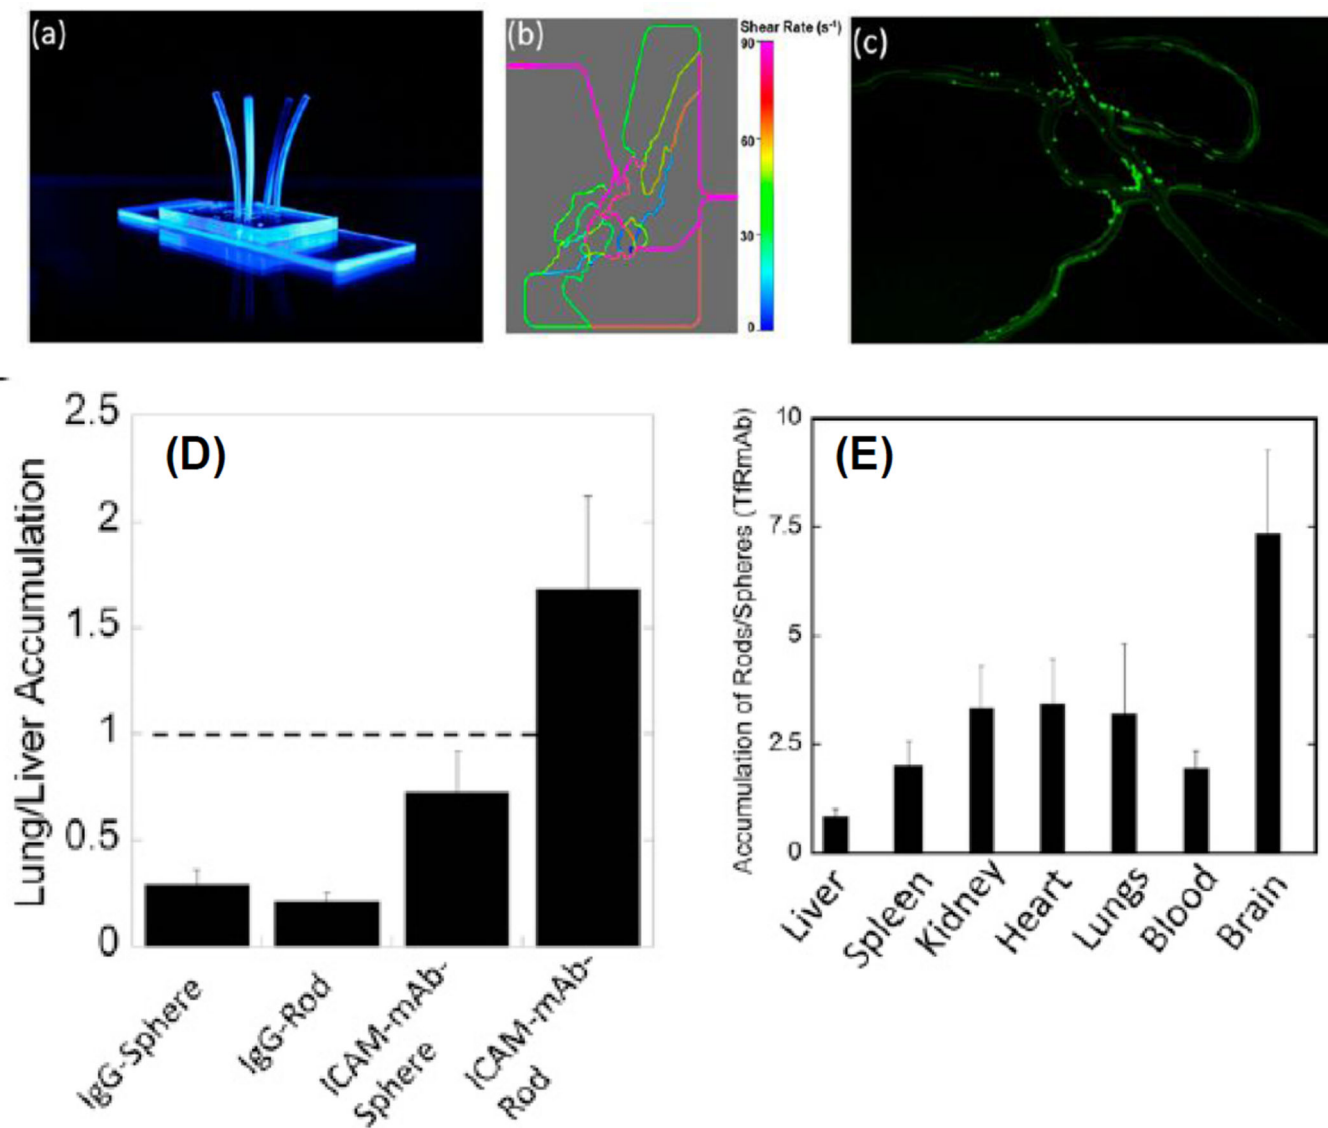 (a)
(b)
Shear Rate (s-1)
90
60
30
0
(c)
(D)
Lung/Liver Accumulation
2.5
2
1.5
1
0.5
0
IgG-Sphere
IgG-Rod
ICAM-mAb-
Sphere
ICAM-mAb-
Rod
(E)
Accumulation of Rods/Spheres (TfRmAb)
10
7.5
5
2.5
0
Liver
Spleen
Kidney
Heart
Lungs
Blood
Brain